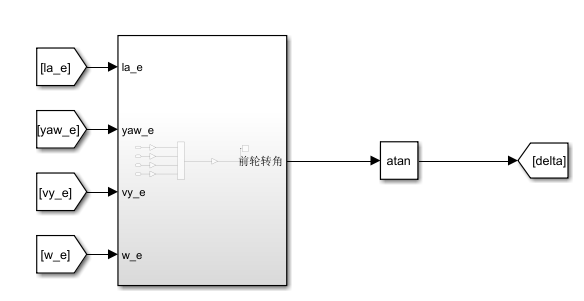 [la_e]
la_e
[yaw_e]
yaw_e
前轮转角
atan
[delta]
[vy_e]
vy_e
[w_e]
w_e